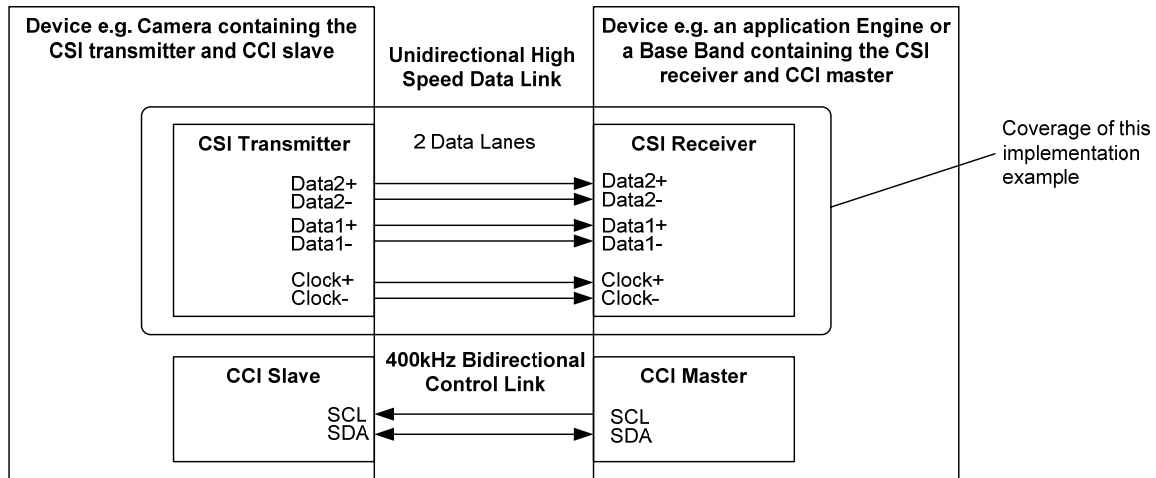 Device e.g. Camera containing the
CSI transmitter and CCI slave
Unidirectional High
Speed Data Link
Device e.g. an application Engine or
a Base Band containing the CSI
receiver and CCI master
CSI Transmitter
2 Data Lanes
CSI Receiver
Data2+
Data2-
Data1+
Data1-
Clock+
Clock-
Data2+
Data2-
Data1+
Data1-
Clock+
Clock-
Coverage of this
implementation
example
CCI Slave
400kHz Bidirectional
Control Link
CCI Master
SCL
SDA
SCL
SDA